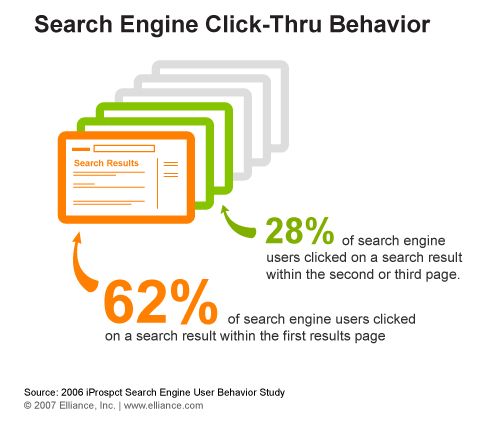 Search Engine Click-Thru Behavior
Search Results
28% of search engine
users clicked on a search result
within the second or third page.
62% of search engine users clicked
on a search result within the first results page
Source: 2006 iProspct Search Engine User Behavior Study
© 2007 Elliance, Inc. | www.elliance.com